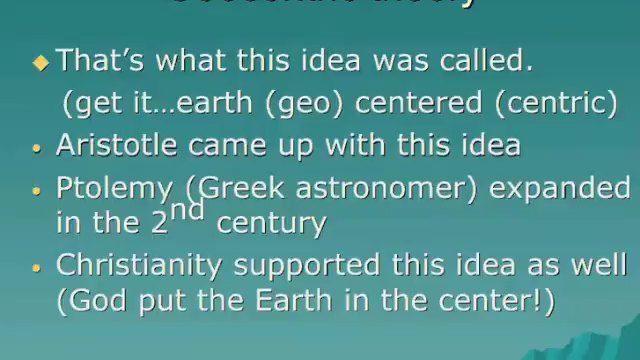 Geocentric theory
That's what this idea was called.
(get it...earth (geo) centered (centric)
Aristotle came up with this idea
Ptolemy (Greek astronomer) expanded
in the 2nd century
Christianity supported this idea as well
(God put the Earth in the center!)